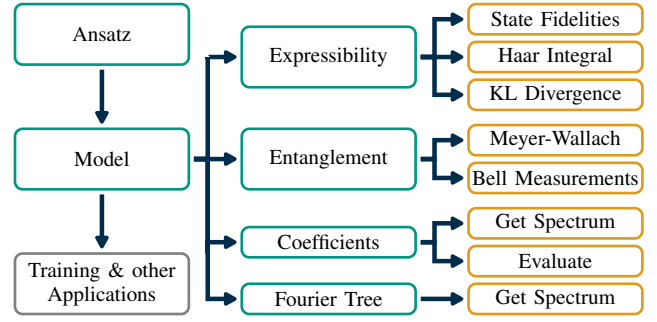 Ansatz
Model
Training & other
Applications
Expressibility
Entanglement
Coefficients
Fourier Tree
State Fidelities
Haar Integral
KL Divergence
Meyer-Wallach
Bell Measurements
Get Spectrum
Evaluate
Get Spectrum